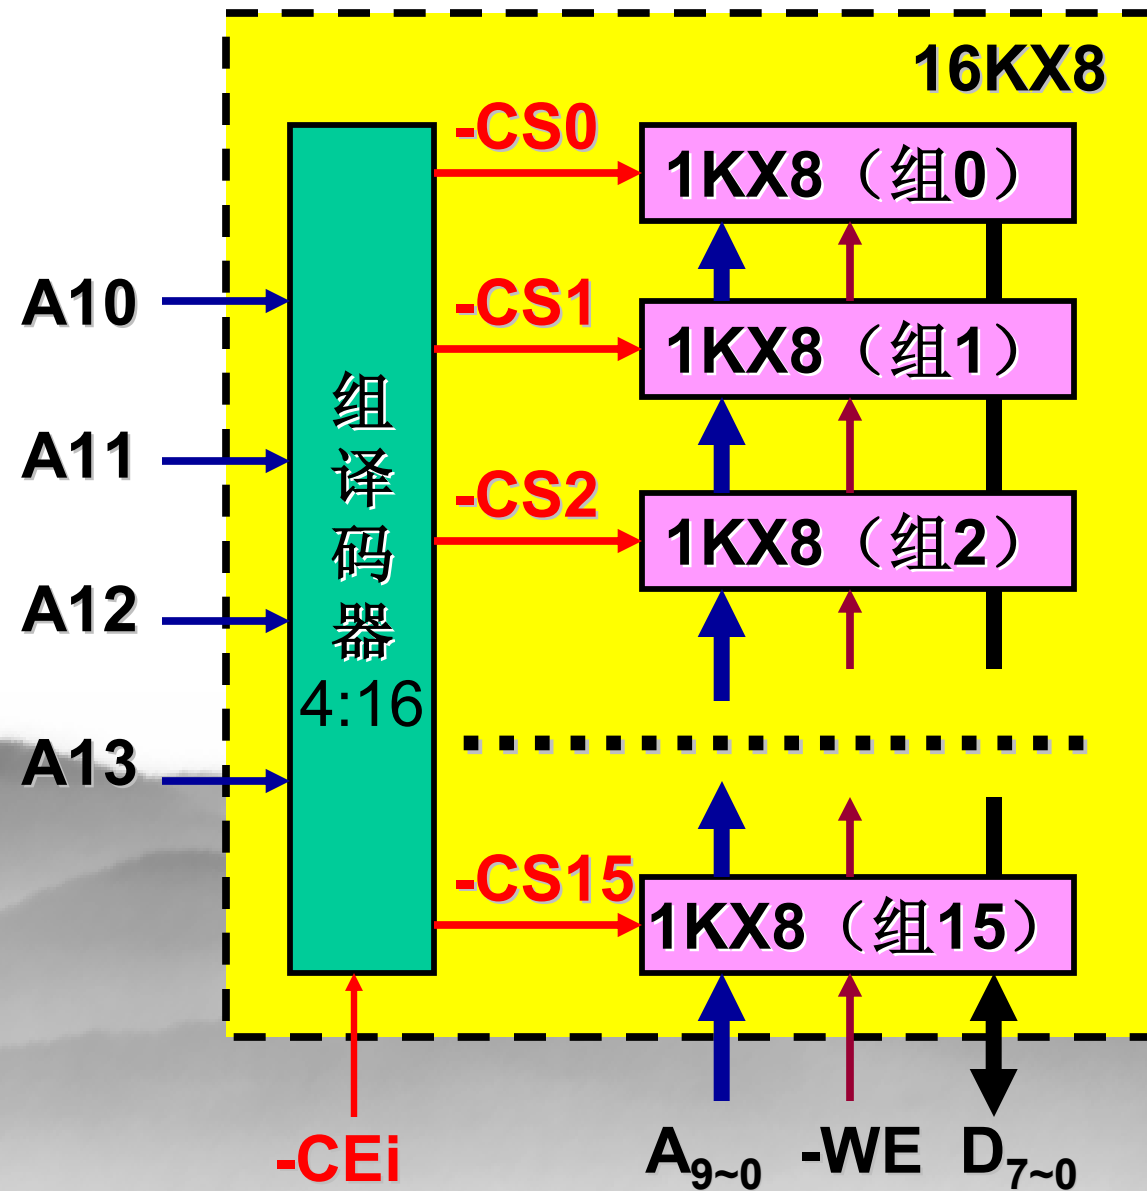 16KX8
-CS0
1KX8（组0）
A10
-CS1
1KX8（组1）
A11
组译码器
4:16
-CS2
1KX8（组2）
A12
A13
-CS15
1KX8（组15）
-CEi
A9~0
-WE
D7~0